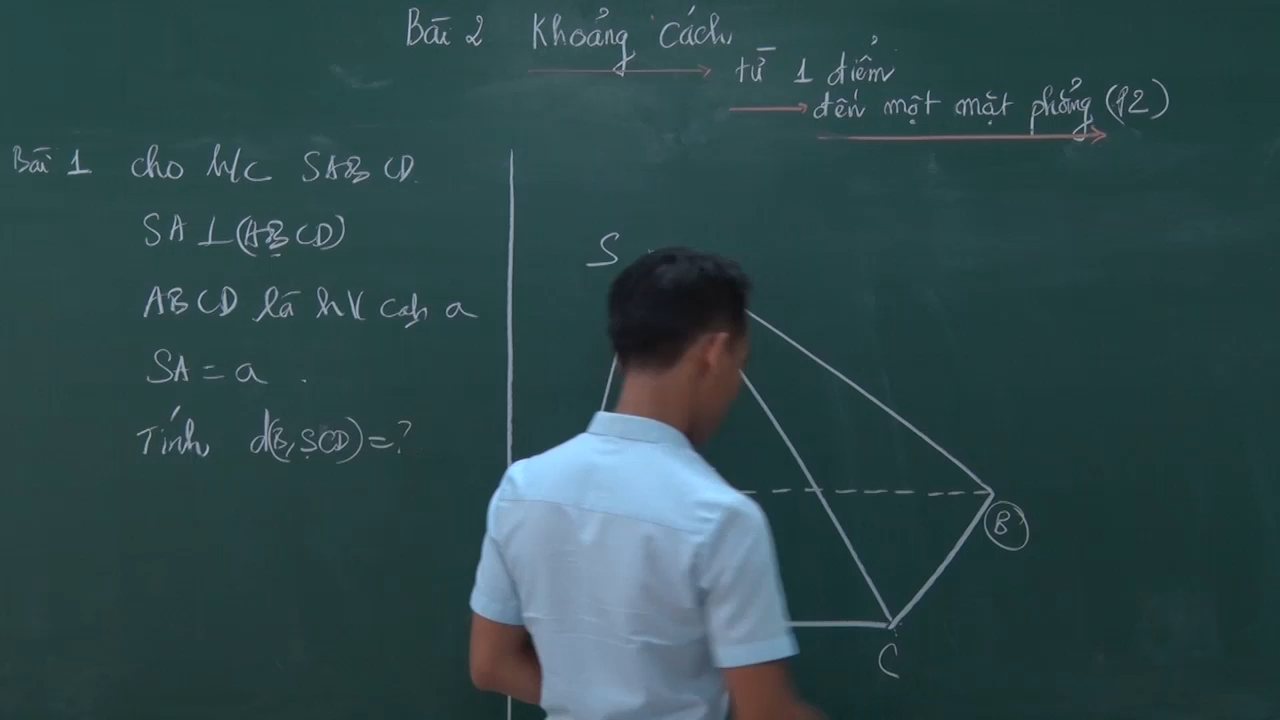 Bài 2 Khoảng cách
từ 1 điểm
đến một mặt phẳng (P2)
Bài 1 cho h/c SABCD
SA ⊥ (ABCD)
ABCD là hV cạnh a
SA = a .
Tính d(B, SCD) = ?
S
B
C